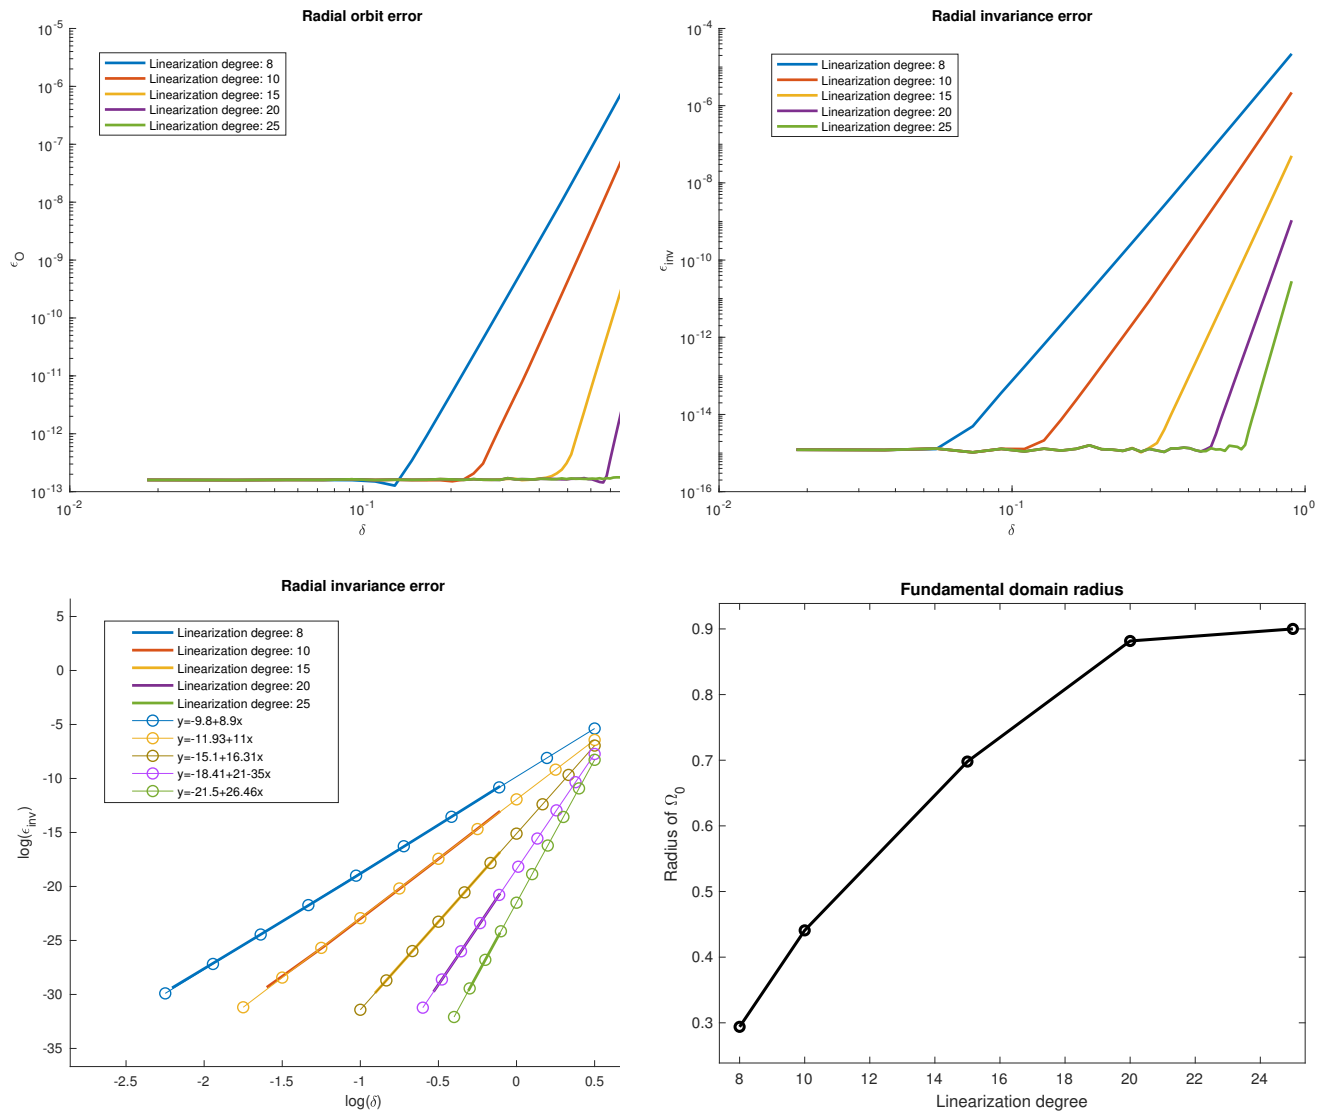 Radial orbit error
10^-5
10^-6
10^-7
10^-8
10^-9
10^-10
10^-11
10^-12
10^-13
ϵ_O
Linearization degree: 8
Linearization degree: 10
Linearization degree: 15
Linearization degree: 20
Linearization degree: 25
10^-2
10^-1
δ
Radial invariance error
10^-4
10^-6
10^-8
10^-10
10^-12
10^-14
10^-16
ϵ_inv
Linearization degree: 8
Linearization degree: 10
Linearization degree: 15
Linearization degree: 20
Linearization degree: 25
10^-2
10^-1
10^0
δ
Radial invariance error
5
0
-5
-10
-15
-20
-25
-30
-35
log(ϵ_inv)
Linearization degree: 8
Linearization degree: 10
Linearization degree: 15
Linearization degree: 20
Linearization degree: 25
y=-9.8+8.9x
y=-11.93+11x
y=-15.1+16.31x
y=-18.41+21-35x
y=-21.5+26.46x
-2.5
-2
-1.5
-1
-0.5
0
0.5
log(δ)
Fundamental domain radius
0.9
0.8
0.7
0.6
0.5
0.4
0.3
Radius of Ω_0
8
10
12
14
16
18
20
22
24
Linearization degree